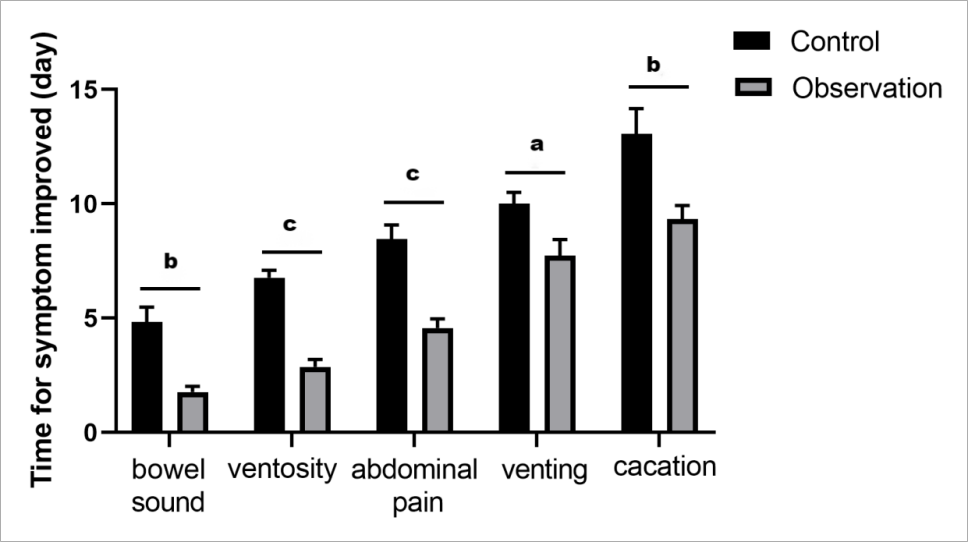 Time for symptom improved (day)
15
10
5
0
b
c
c
a
b
Control
Observation
bowel
sound
ventosity
abdominal
pain
venting
cacation